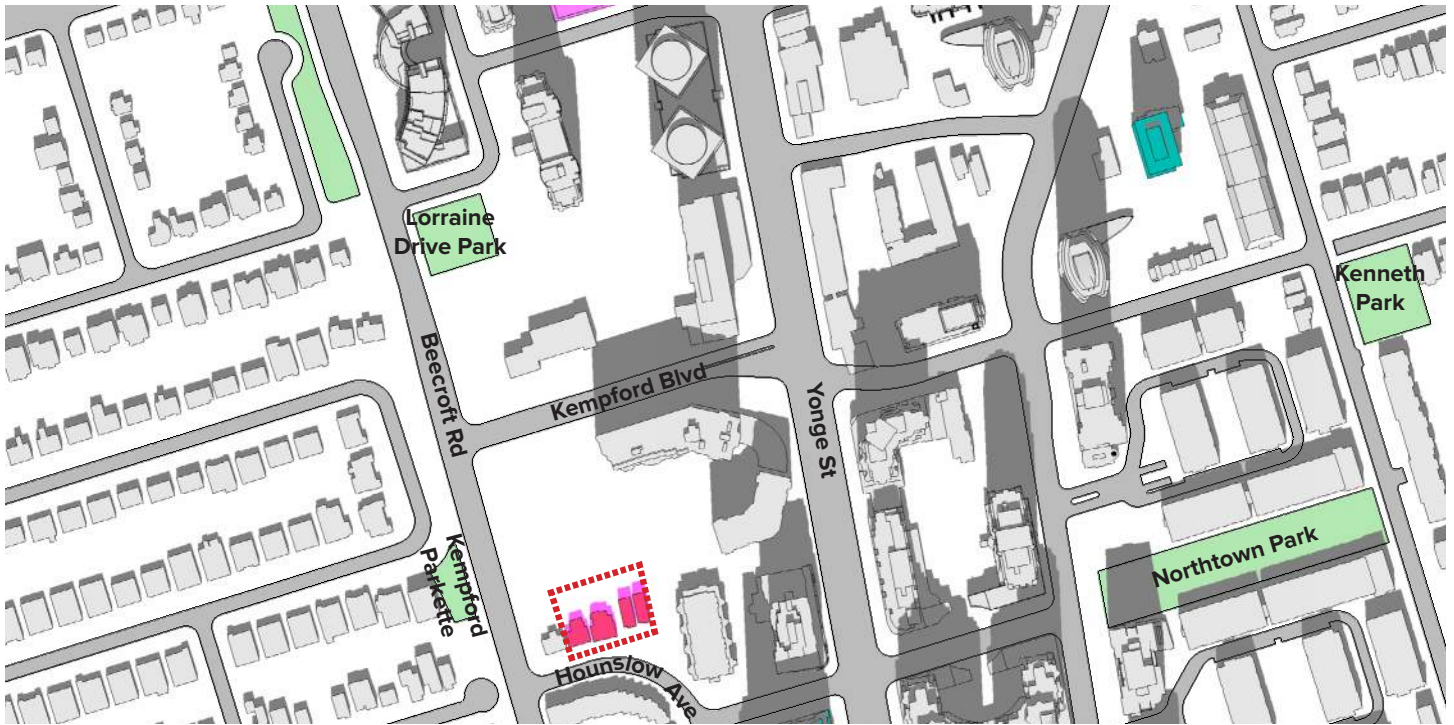 Lorraine
Drive Park
Kenneth
Park
Beecroft Rd
Kempford Blvd
Yonge St
Kempford
Parkette
Northtown Park
Hounslow Ave